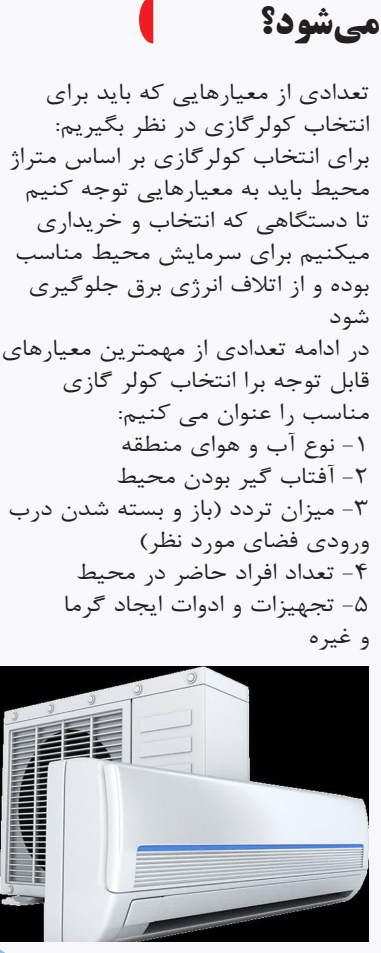 می‌شود؟
تعدادی از معیارهایی که باید برای
انتخاب کولرگازی در نظر بگیریم:
برای انتخاب کولرگازی بر اساس متراژ
محیط باید به معیارهایی توجه کنیم
تا دستگاهی که انتخاب و خریداری
میکنیم برای سرمایش محیط مناسب
بوده و از اتلاف انرژی برق جلوگیری
شود
در ادامه تعدادی از مهمترین معیارهای
قابل توجه برا انتخاب کولر گازی
مناسب را عنوان می کنیم:
۱- نوع آب و هوای منطقه
۲- آفتاب گیر بودن محیط
۳- میزان تردد (باز و بسته شدن درب
ورودی فضای مورد نظر)
۴- تعداد افراد حاضر در محیط
۵- تجهیزات و ادوات ایجاد گرما
و غیره